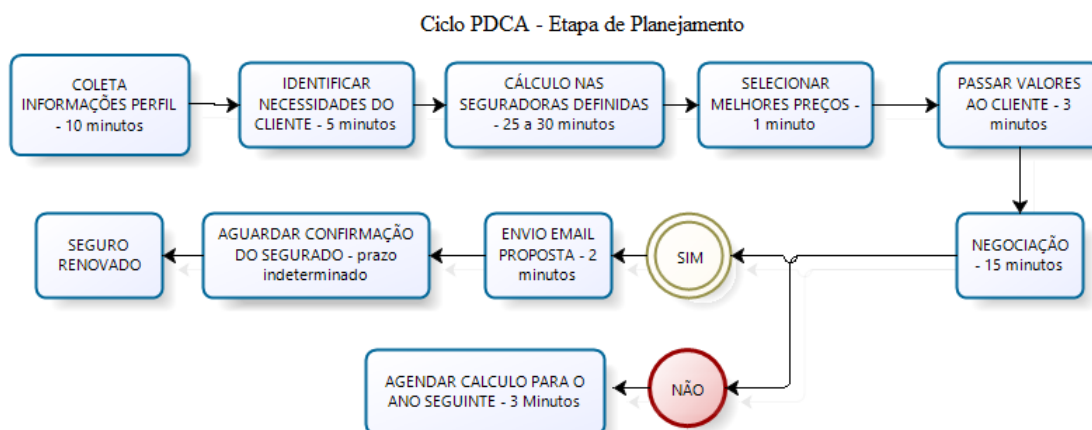 Ciclo PDCA - Etapa de Planejamento
COLETA
INFORMAÇÕES PERFIL
- 10 minutos
IDENTIFICAR
NECESSIDADES DO
CLIENTE - 5 minutos
CÁLCULO NAS
SEGURADORAS DEFINIDAS
- 25 a 30 minutos
SELECIONAR
MELHORES PREÇOS -
1 minuto
PASSAR VALORES
AO CLIENTE - 3
minutos
NEGOCIAÇÃO
- 15 minutos
SIM
ENVIO EMAIL
PROPOSTA - 2
minutos
AGUARDAR CONFIRMAÇÃO
DO SEGURADO - prazo
indeterminado
SEGURO
RENOVADO
NÃO
AGENDAR CALCULO PARA O
ANO SEGUINTE - 3 Minutos